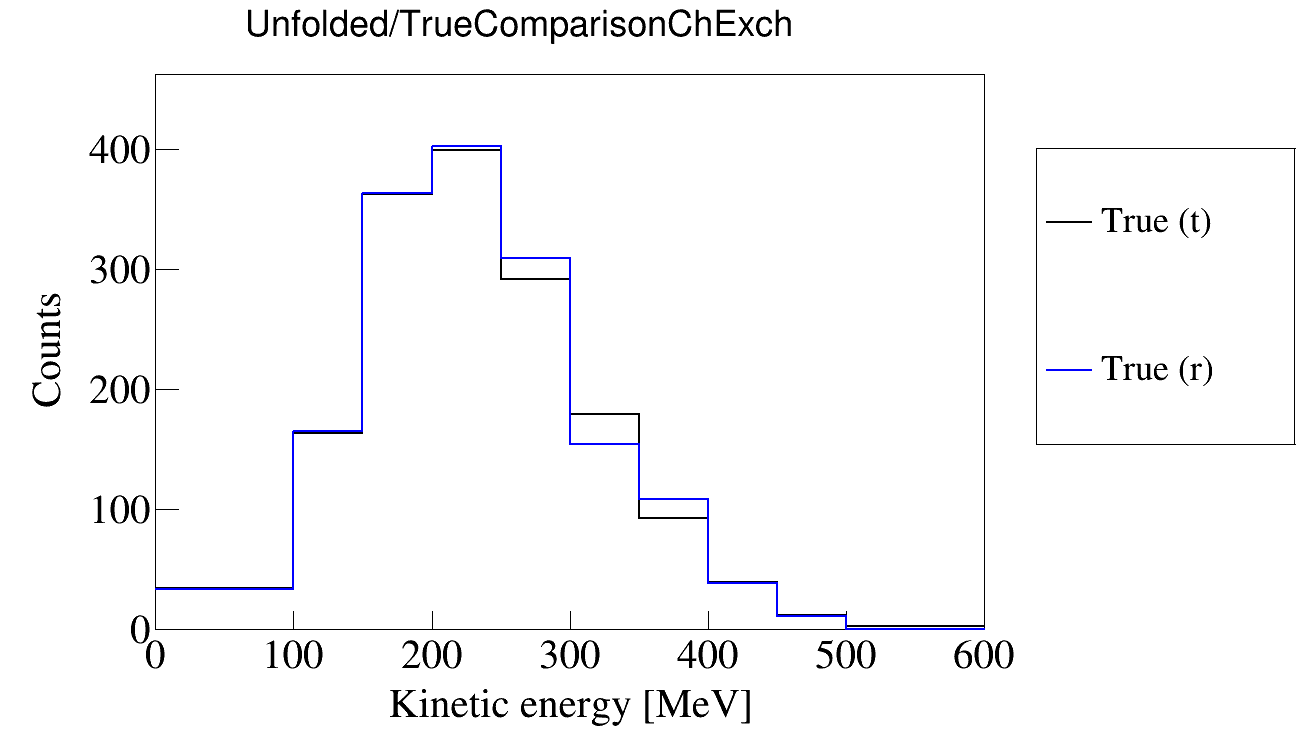 Unfolded/TrueComparisonChExch
400
300
200
100
0
Counts
0 100 200 300 400 500 600
Kinetic energy [MeV]
True (t)
True (r)